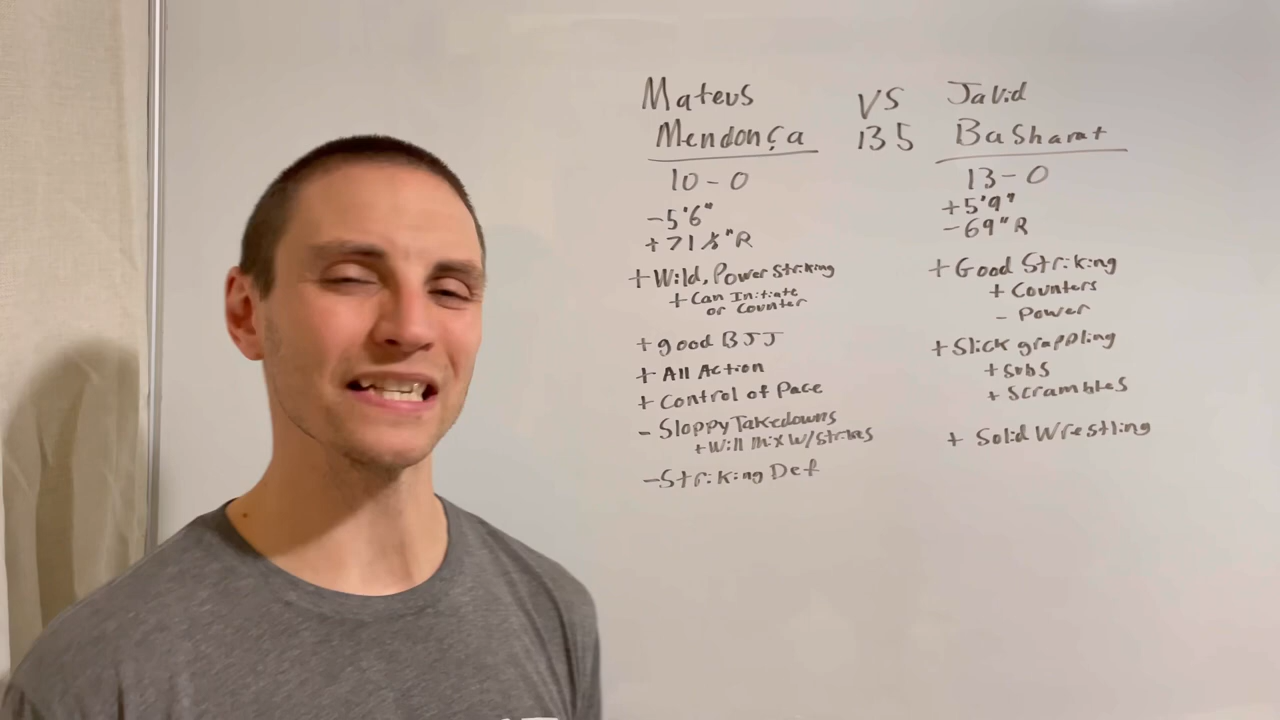 Mateus
Mendonça
10-0
-5'6"
+71"R
+Wild, Power Striking
+Can Initiate
or Counter
+good BJJ
+All Action
+Control of Pace
-Sloppy Takedowns
+Will mix w/strikes
-Striking Def
VS
135
Javid
Basharat
13-0
+5'9"
-69"R
+Good Striking
+Counters
-Power
+Slick grappling
+Subs
+Scrambles
+Solid Wrestling